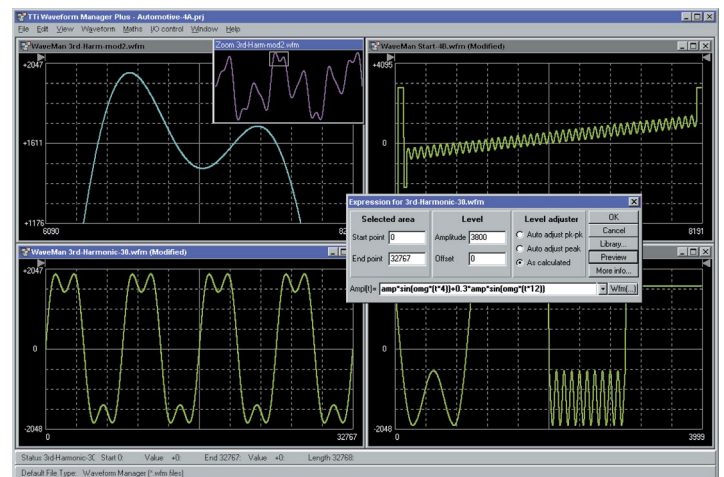 TTi Waveform Manager Plus - Automotive-4A.prj
File Edit View Waveform Maths I/O control Window Help
WaveMan 3rd-Harm-mod2.wfm
+2047
+1611
+1176
6090
Zoom 3rd-Harm-mod2.wfm
WaveMan Start-4B.wfm (Modified)
+4095
0
8191
Expression for 3rd-Harmonic-30.wfm
Selected area
Start point 0
End point 32767
Level
Amplitude 3800
Offset 0
Level adjuster
Auto adjust pk-pk
Auto adjust peak
As calculated
OK
Cancel
Library...
Preview
More info...
Ampl(t)= amp*sin(omg*(t*4))+0.3*amp*sin(omg*(t*12))
Wfm(...)
WaveMan 3rd-Harmonic-30.wfm (Modified)
+2047
0
-2048
0
32767
-2048
0
3999
Status 3rd-Harmonic-3C Start 0: Value +0: End 32767: Value +0: Length 32768:
Default File Type: Waveform Manager (*.wfm files)